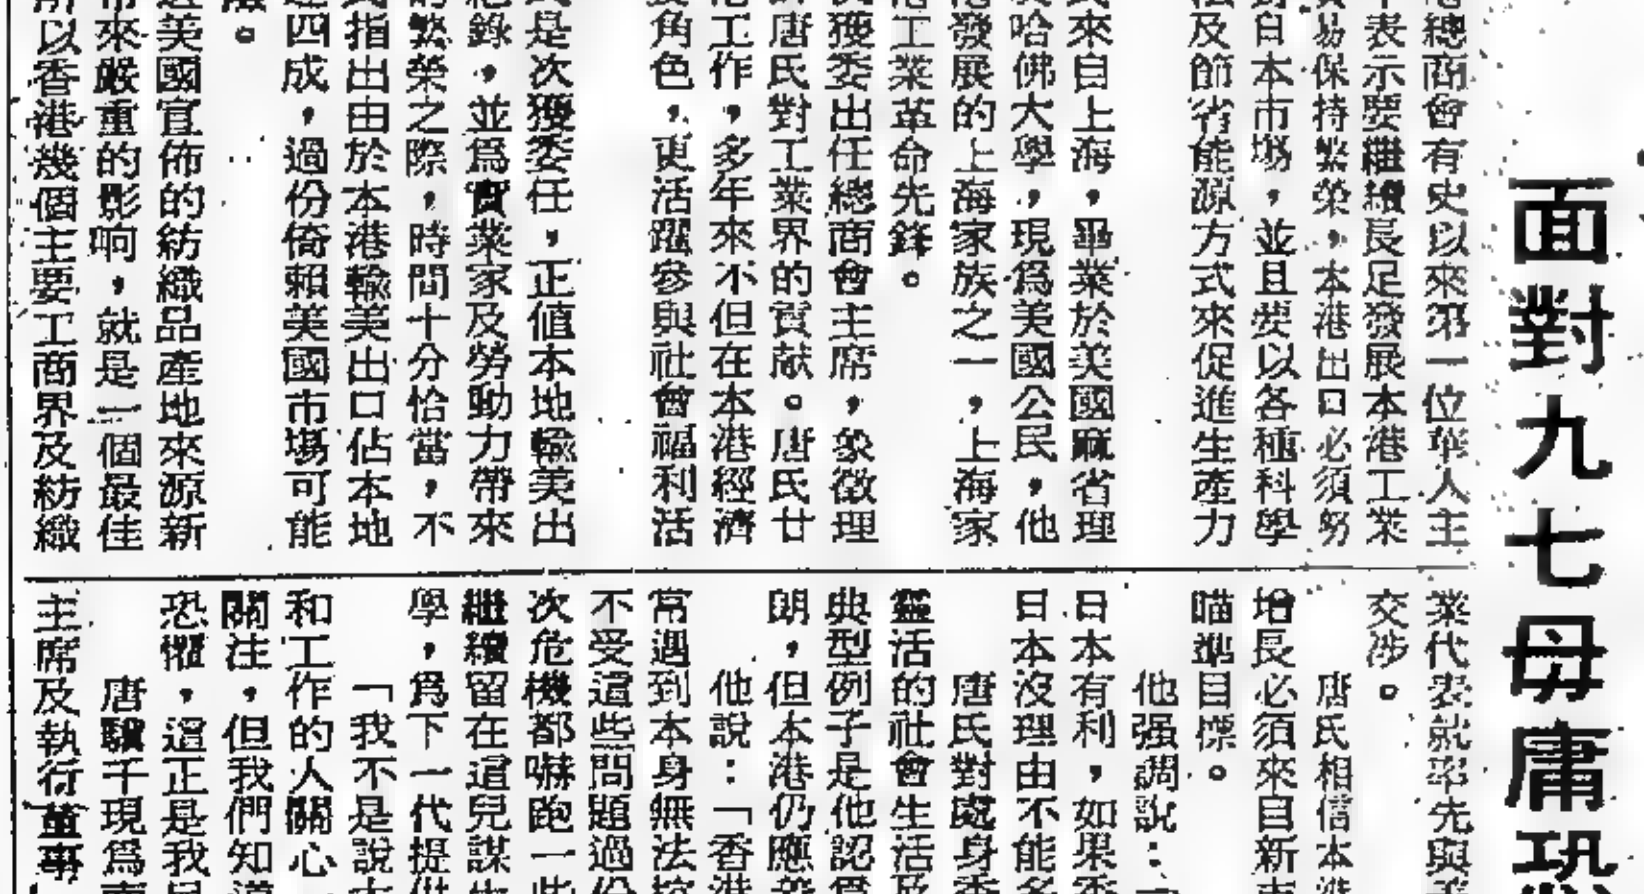 面對九七毋庸恐
總商會有史以來第一位華人主
表示要繼續長足發展本港工業
易保持繁榮，本港出口必須努
對日本市場，並且要以各種科學
及節省能源方式來促進生產力
來自上海，畢業於美國麻省理
哈佛大學，現爲美國公民，他
發展的上海家族之一，上海家
工業革命先鋒。
獲委出任總商會主席，象徵理
唐氏對工業界的貢献。唐氏廿
工作，多年來不但在本港經濟
角色，更活躍參與社會福利活
是次獲委任，正值本地輸美出
錄，並爲實業家及勞動力帶來
繁榮之際，時間十分恰當，不
指出由於本港輸美出口佔本地
四成，過份倚賴美國市場可能
。
美國宣佈的紡織品產地來源新
來嚴重的影响，就是一個最佳
所以香港幾個主要工商界及紡織
業代表就率先與
交涉。
唐氏相信本港
增長必須來自新市
瞄準目標。
他强調說：「
日本有利，如果香
日本沒理由不能多
唐氏對處身香
靈活的社會生活及
典型例子是他認爲
朗，但本港仍應
他說：「香港
常遇到本身無法控
不受這些問題過份
次危機都嚇跑一些
繼續留在這兒謀
學，爲下一代提供
「我不是說
和工作的人關心
關注，但我們知道
恐懼，這正是我
唐驥千現爲
主席及執行董事